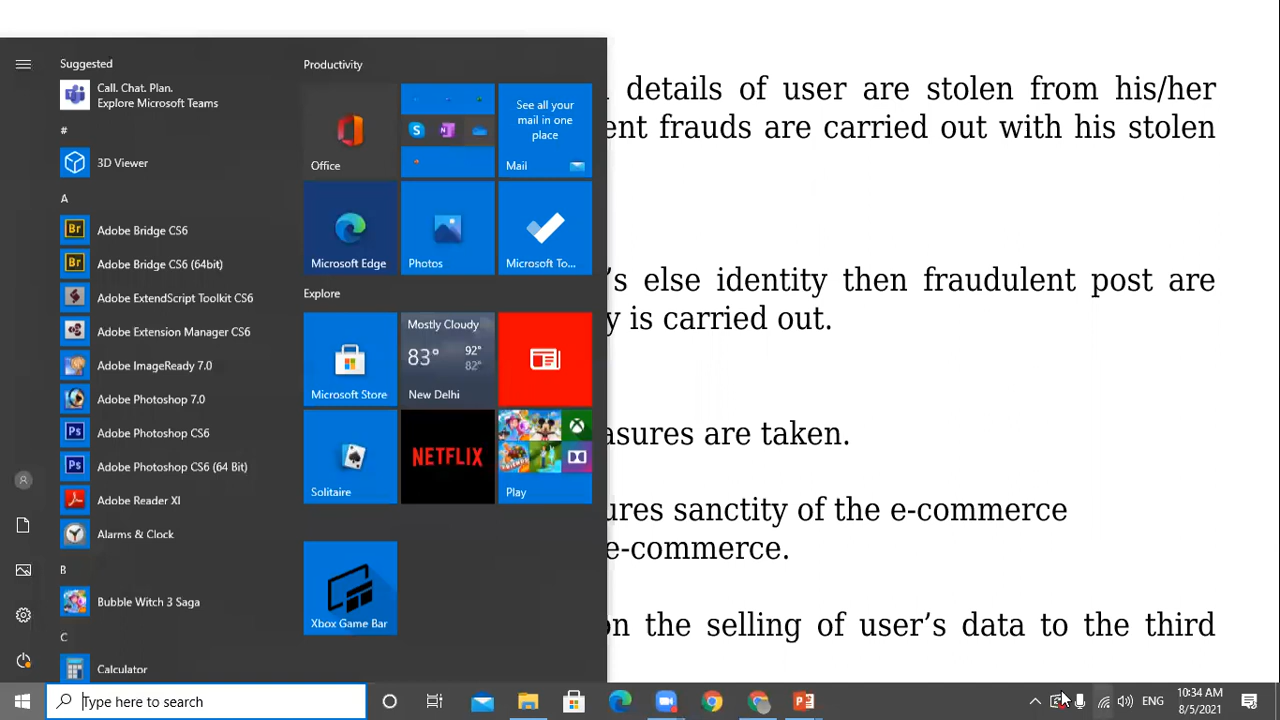 Suggested
Call. Chat. Plan.
Explore Microsoft Teams
#
3D Viewer
A
Br
Adobe Bridge CS6
Br
Adobe Bridge CS6 (64bit)
Adobe ExtendScript Toolkit CS6
Adobe Extension Manager CS6
Adobe ImageReady 7.0
Adobe Photoshop 7.0
Ps
Adobe Photoshop CS6
Ps
Adobe Photoshop CS6 (64 Bit)
Adobe Reader XI
Alarms & Clock
B
Bubble Witch 3 Saga
C
Calculator
Productivity
Office
See all your
mail in one
place
Mail
Microsoft Edge
Photos
Microsoft To...
Explore
Microsoft Store
Mostly Cloudy
83° 92°
82°
New Delhi
Solitaire
NETFLIX
Play
Xbox Game Bar
details of user are stolen from his/her
ent frauds are carried out with his stolen
's else identity then fraudulent post are
y is carried out.
asures are taken.
ures sanctity of the e-commerce
e-commerce.
on the selling of user's data to the third
Type here to search
ENG
10:34 AM
8/5/2021